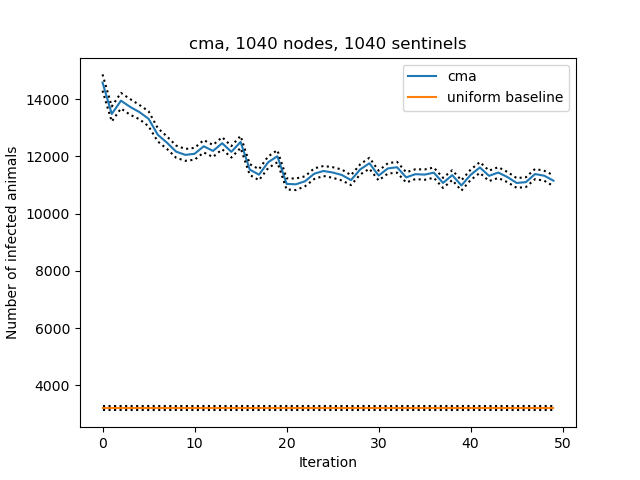 cma, 1040 nodes, 1040 sentinels
cma
uniform baseline
Number of infected animals
14000
12000
10000
8000
6000
4000
0
10
20
30
40
50
Iteration